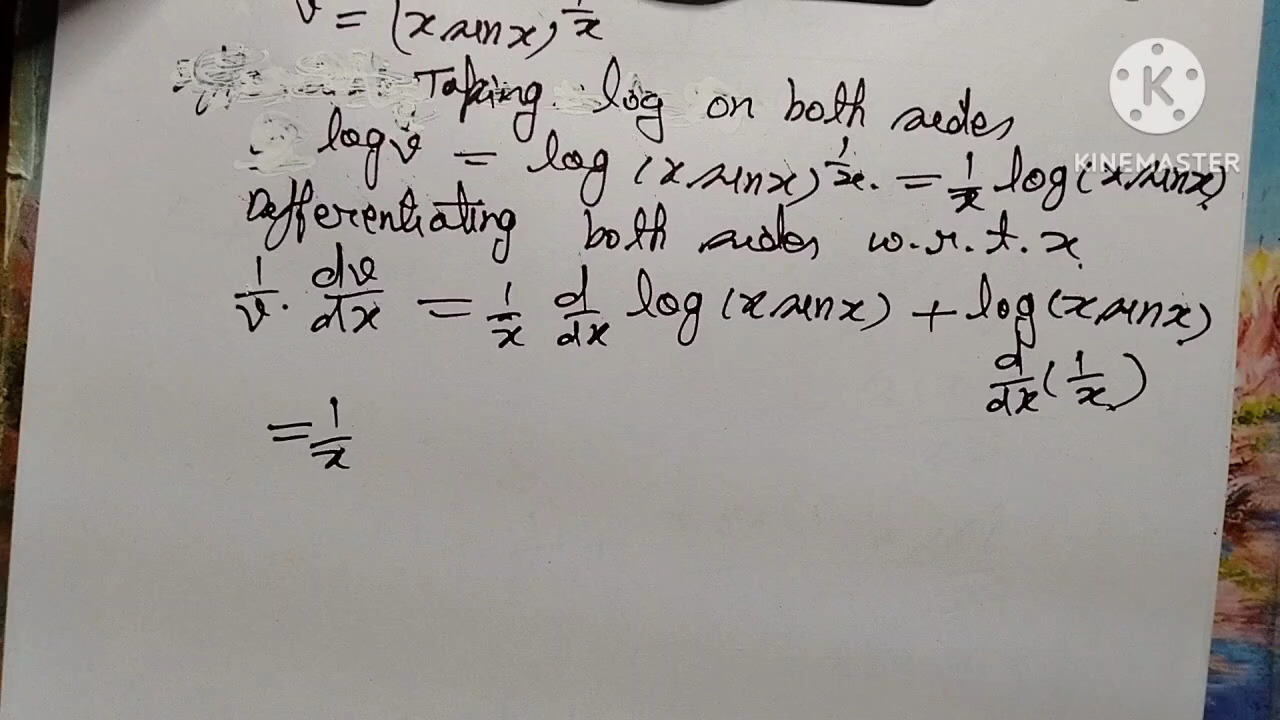 v = (x sin x)^{1/x}
Taking log on both sides
log v = log (x sin x)^{1/x}. = 1/x log (x sin x)
Differentiating both sides w.r.t. x
1/v . dv/dx = 1/x d/dx log (x sin x) + log (x sin x)
d/dx (1/x)
= 1/x
K
KINEMASTER